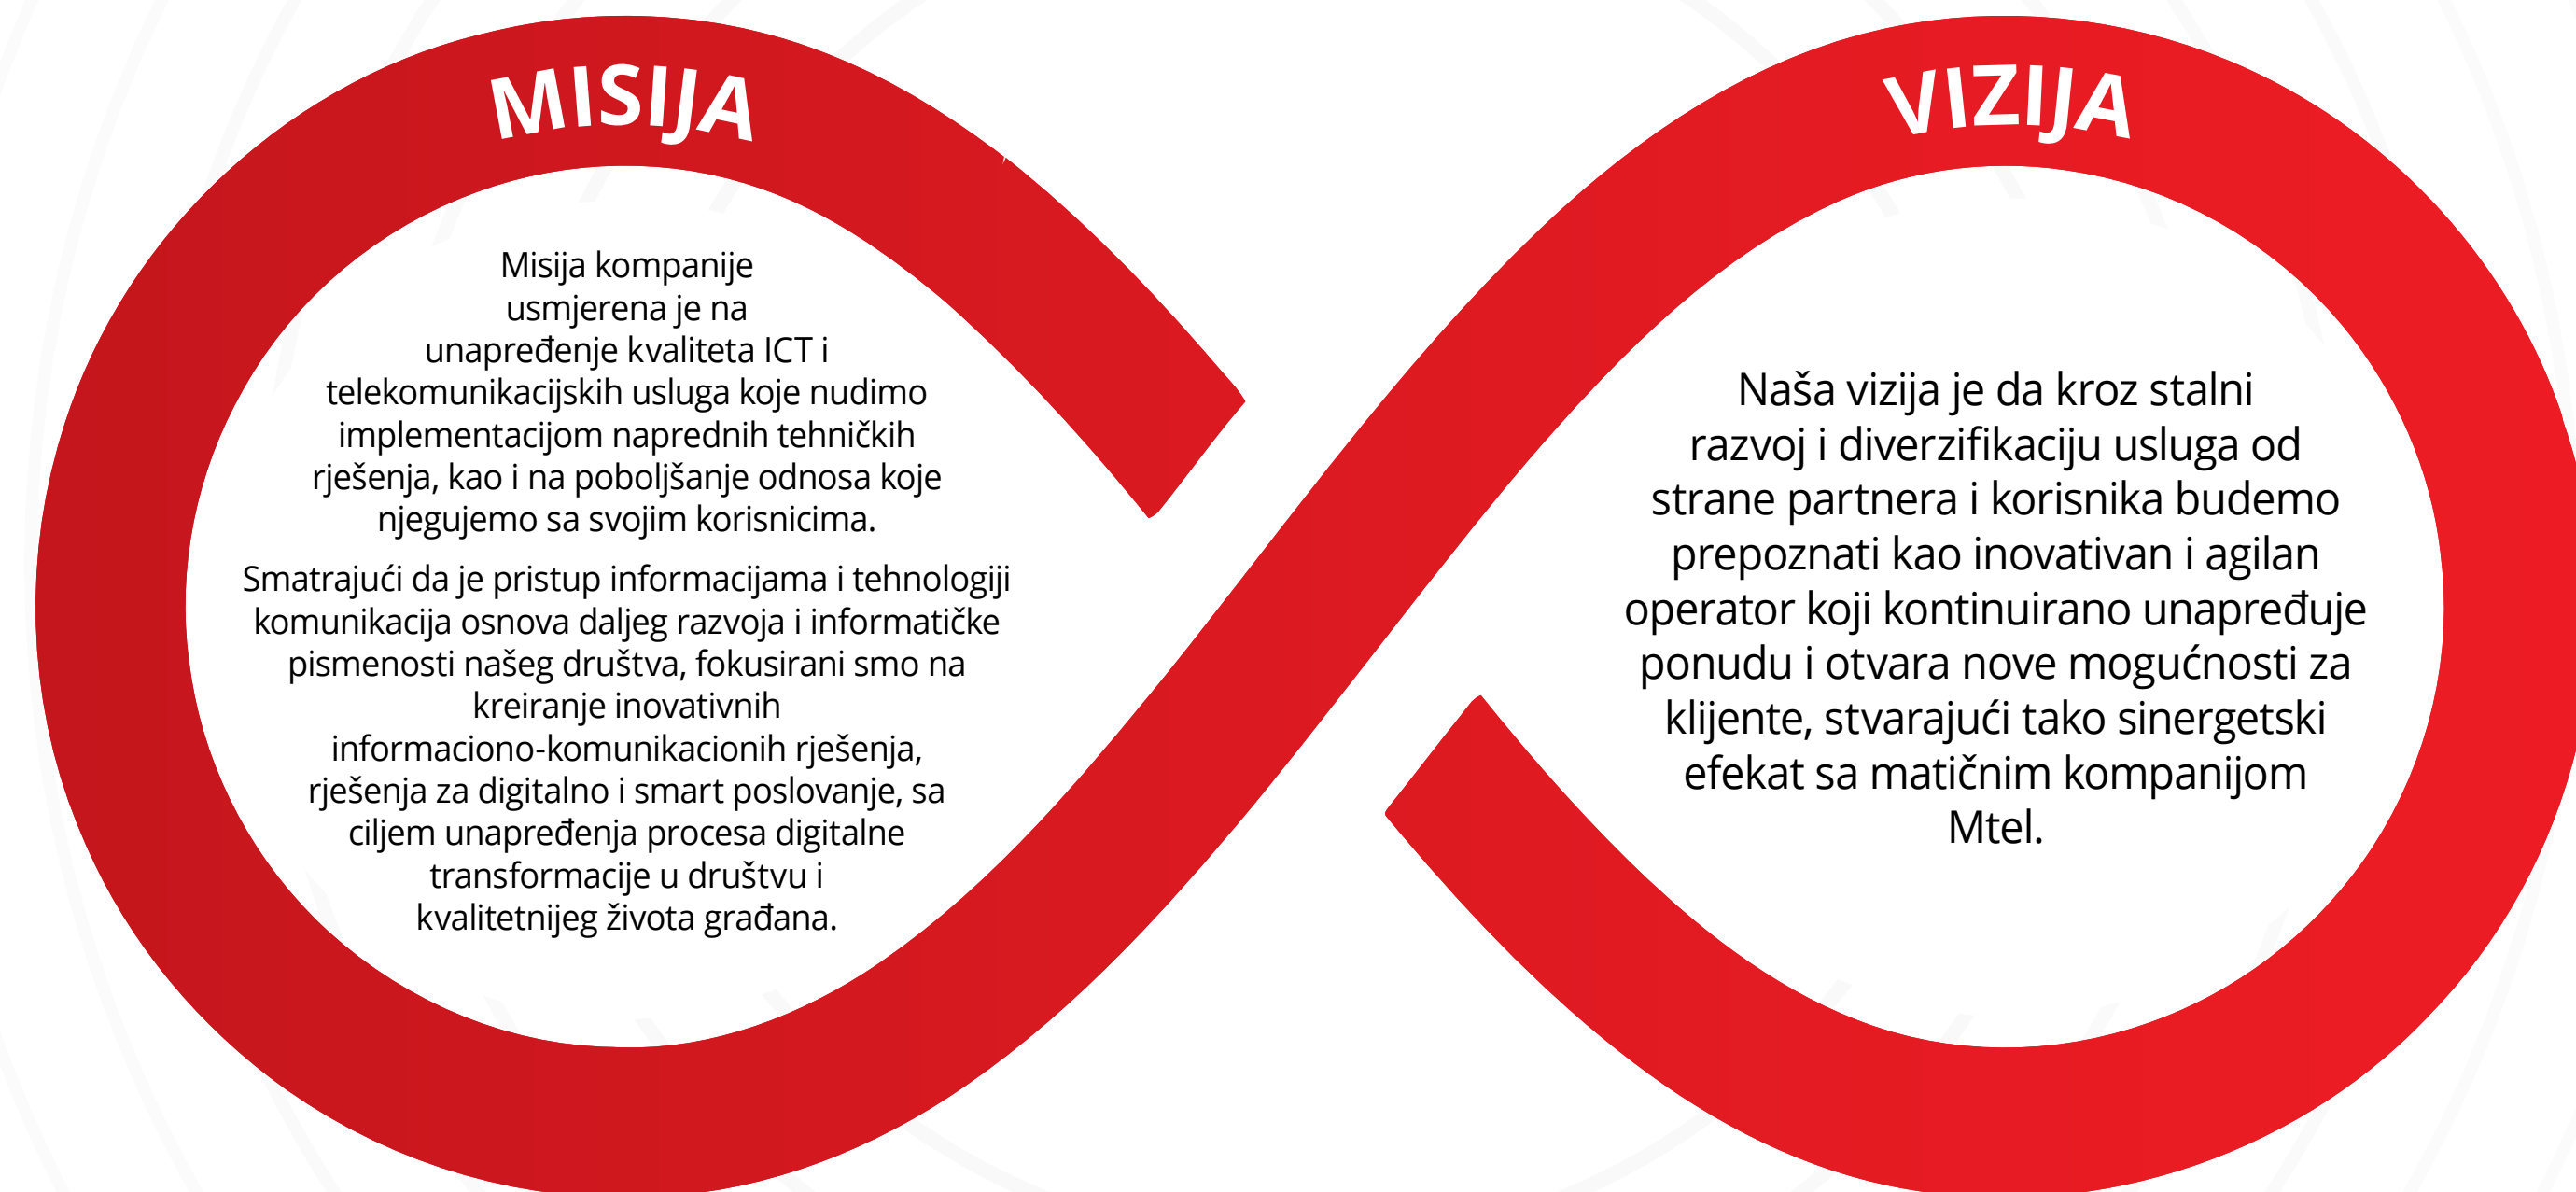 MISIJA
Misija kompanije
usmjerena je na
unapređenje kvaliteta ICT i
telekomunikacijskih usluga koje nudimo
implementacijom naprednih tehničkih
rješenja, kao i na poboljšanje odnosa koje
njegujemo sa svojim korisnicima.
Smatrajući da je pristup informacijama i tehnologiji
komunikacija osnova daljeg razvoja i informatičke
pismenosti našeg društva, fokusirani smo na
kreiranje inovativnih
informaciono-komunikacionih rješenja,
rješenja za digitalno i smart poslovanje, sa
ciljem unapređenja procesa digitalne
transformacije u društvu i
kvalitetnijeg života građana.
VIZIJA
Naša vizija je da kroz stalni
razvoj i diverzifikaciju usluga od
strane partnera i korisnika budemo
prepoznati kao inovativan i agilan
operator koji kontinuirano unapređuje
ponudu i otvara nove mogućnosti za
klijente, stvarajući tako sinergetski
efekat sa matičnim kompanijom
Mtel.